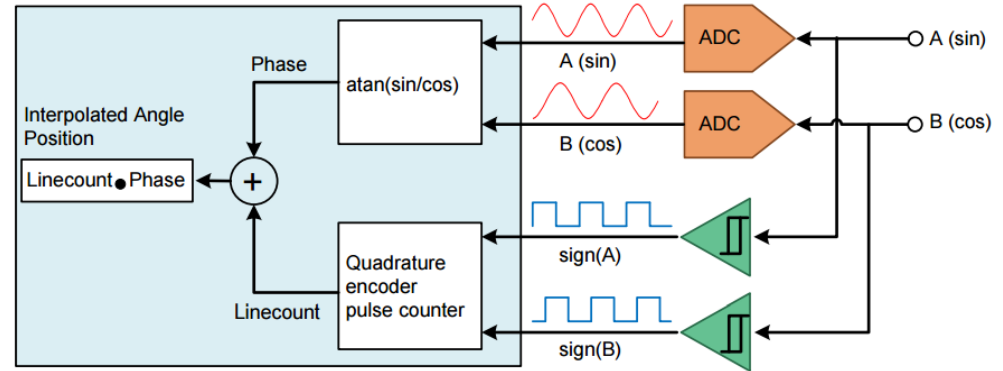 A (sin)
ADC
A (sin)
Phase
atan(sin/cos)
Interpolated Angle
Position
ADC
B (cos)
B (cos)
Linecount●Phase
+
sign(A)
Quadrature
encoder
pulse counter
Linecount
sign(B)